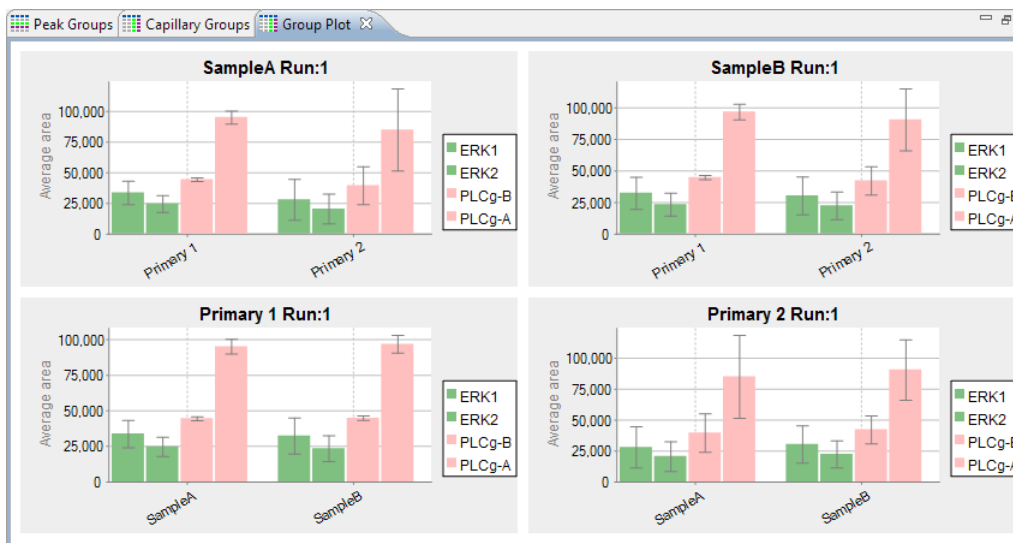 Peak Groups Capillary Groups Group Plot
SampleA Run:1
Average area
100,000
75,000
50,000
25,000
0
Primary 1
Primary 2
ERK1
ERK2
PLCg-B
PLCg-A
SampleB Run:1
Average area
100,000
75,000
50,000
25,000
0
Primary 1
Primary 2
ERK1
ERK2
PLCg-B
PLCg-A
Primary 1 Run:1
Average area
100,000
75,000
50,000
25,000
0
SampleA
SampleB
ERK1
ERK2
PLCg-B
PLCg-A
Primary 2 Run:1
Average area
100,000
75,000
50,000
25,000
0
SampleA
SampleB
ERK1
ERK2
PLCg-B
PLCg-A